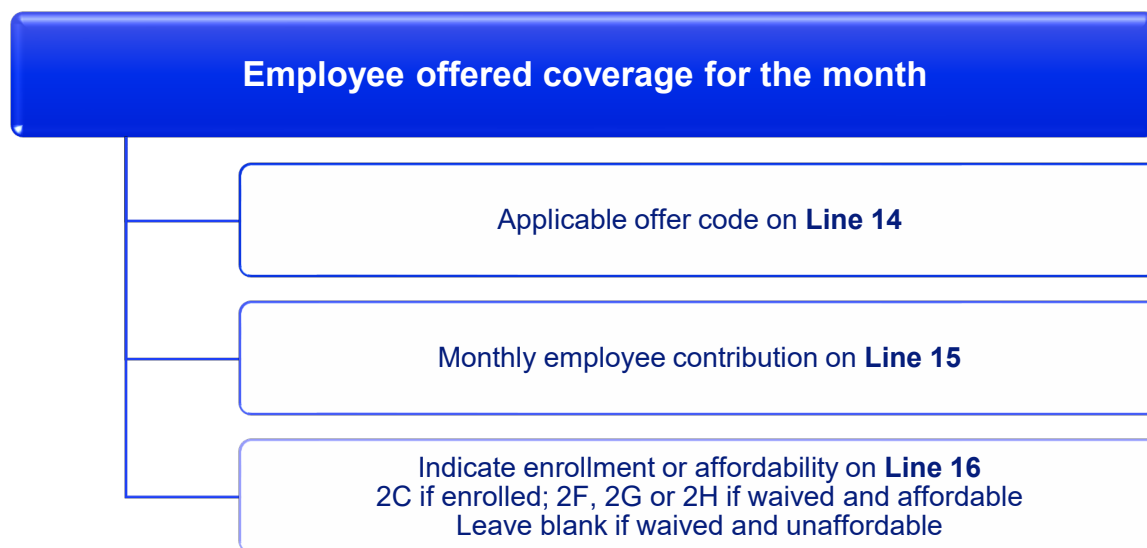 Employee offered coverage for the month
Applicable offer code on Line 14
Monthly employee contribution on Line 15
Indicate enrollment or affordability on Line 16
2C if enrolled; 2F, 2G or 2H if waived and affordable
Leave blank if waived and unaffordable